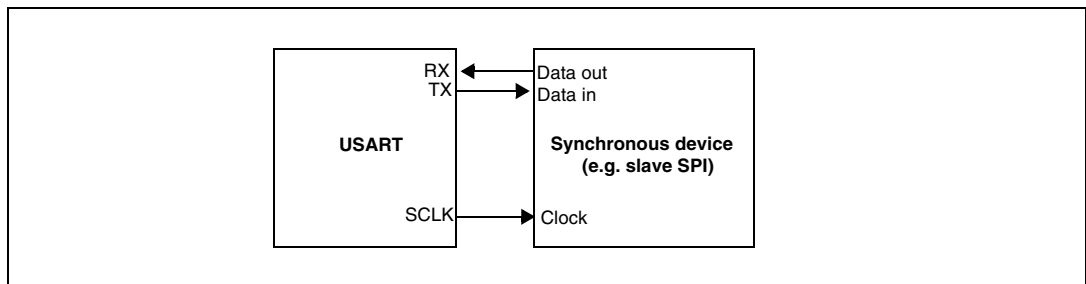 RX
TX
Data out
Data in
USART
Synchronous device
(e.g. slave SPI)
SCLK
Clock